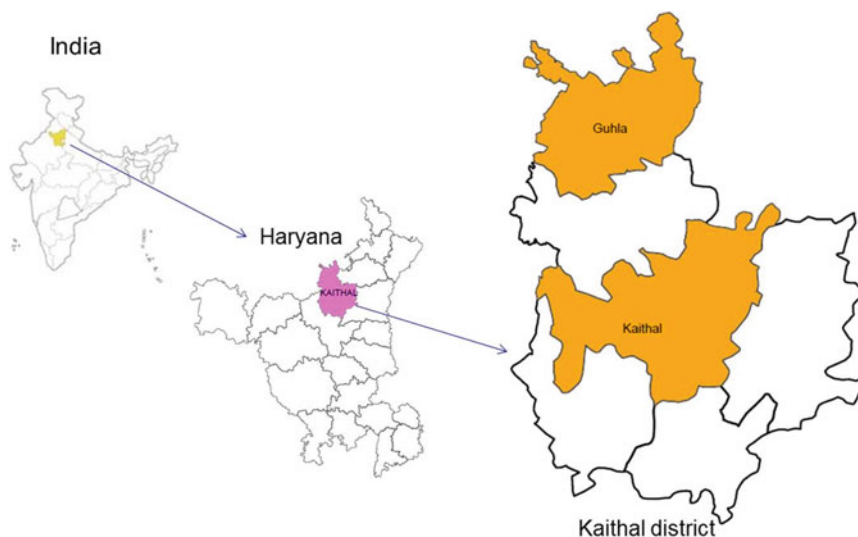 India
Haryana
KAITHAL
Guhla
Kaithal
Kaithal district